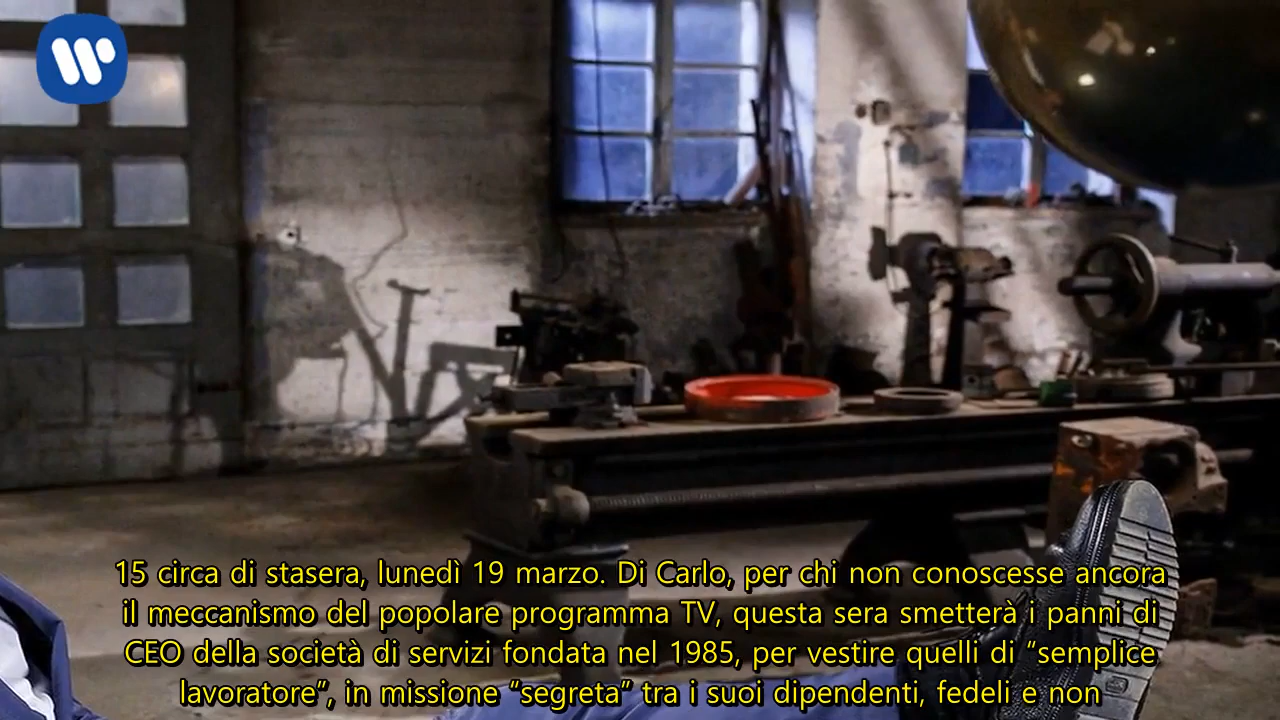 15 circa di stasera, lunedì 19 marzo. Di Carlo, per chi non conoscesse ancora
il meccanismo del popolare programma TV, questa sera smetterà i panni di
CEO della società di servizi fondata nel 1985, per vestire quelli di “semplice
lavoratore”, in missione “segreta” tra i suoi dipendenti, fedeli e non